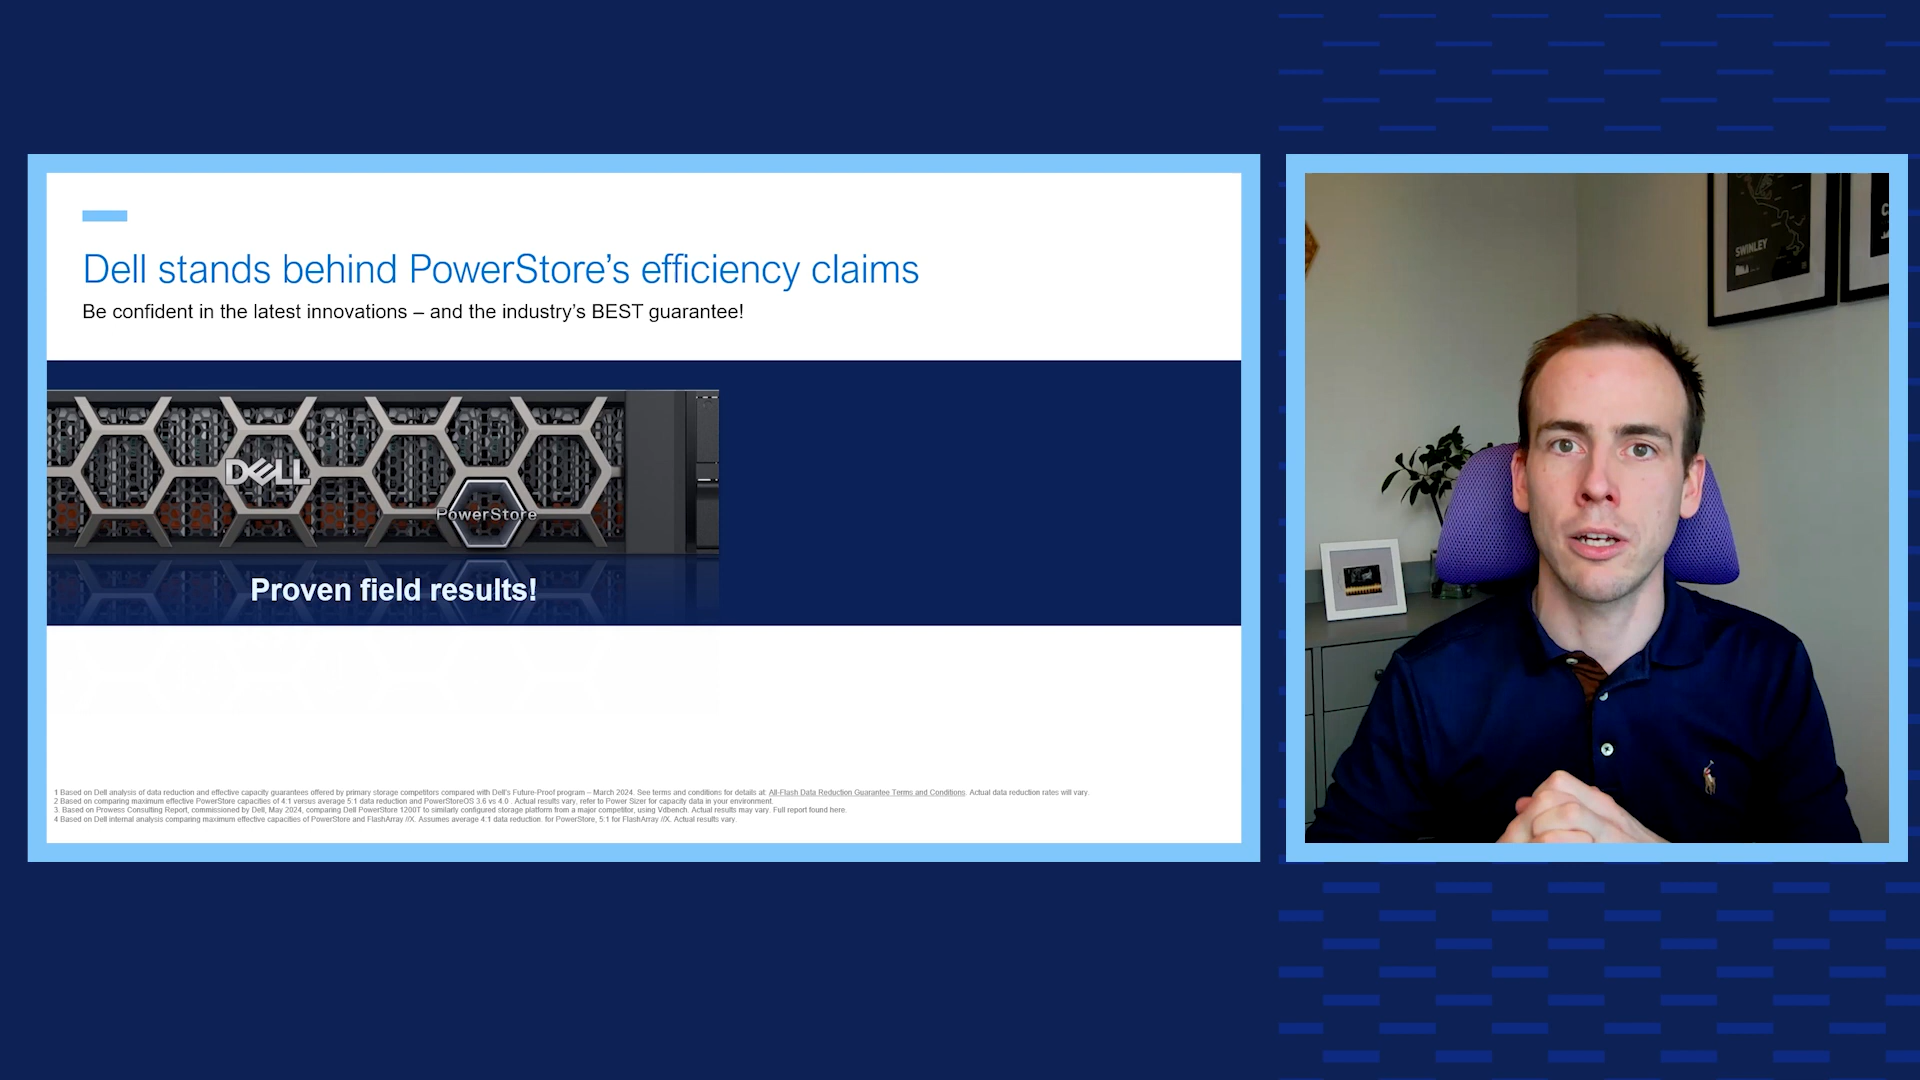 Dell stands behind PowerStore's efficiency claims
Be confident in the latest innovations – and the industry's BEST guarantee!
DELL
PowerStore
Proven field results!
1 Based on Dell analysis of data reduction and effective capacity guarantees offered by primary storage competitors compared with Dell's Future-Proof program – March 2024. See terms and conditions for details at: All-Flash Data Reduction Guarantee Terms and Conditions. Actual data reduction rates will vary.
2 Based on comparing maximum effective PowerStore capacities of 4:1 versus average 5:1 data reduction and PowerStoreOS 3.6 vs 4.0 . Actual results vary, refer to Power Sizer for capacity data in your environment.
3. Based on Prowess Consulting Report, commissioned by Dell, May 2024, comparing Dell PowerStore 1200T to similarly configured storage platform from a major competitor, using Vdbench. Actual results may vary. Full report found here.
4 Based on Dell internal analysis comparing maximum effective capacities of PowerStore and FlashArray //X. Assumes average 4:1 data reduction. for PowerStore, 5:1 for FlashArray //X. Actual results vary.
SWINLEY